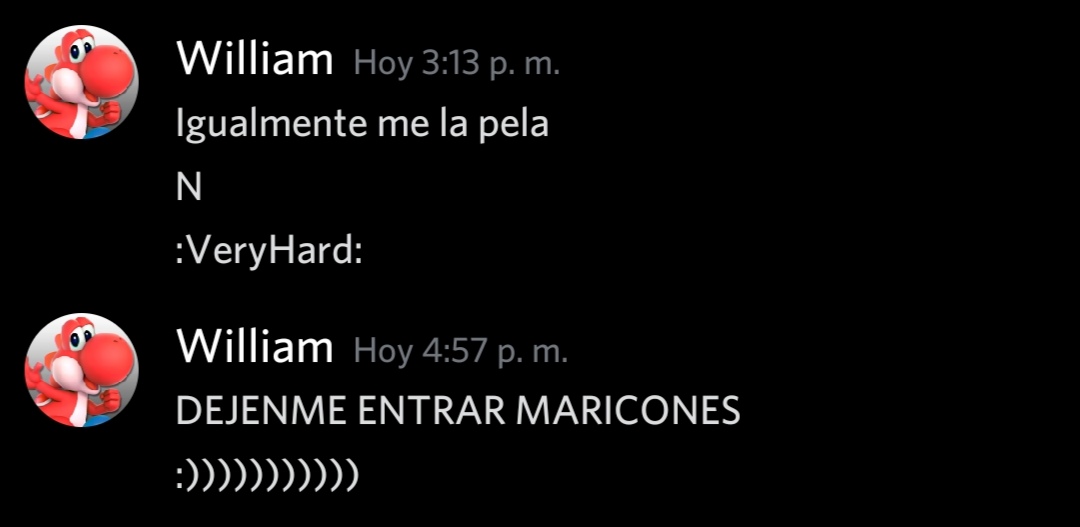 William Hoy 3:13 p. m.
Igualmente me la pela
N
:VeryHard:
William Hoy 4:57 p. m.
DEJENME ENTRAR MARICONES
:)))))))))))